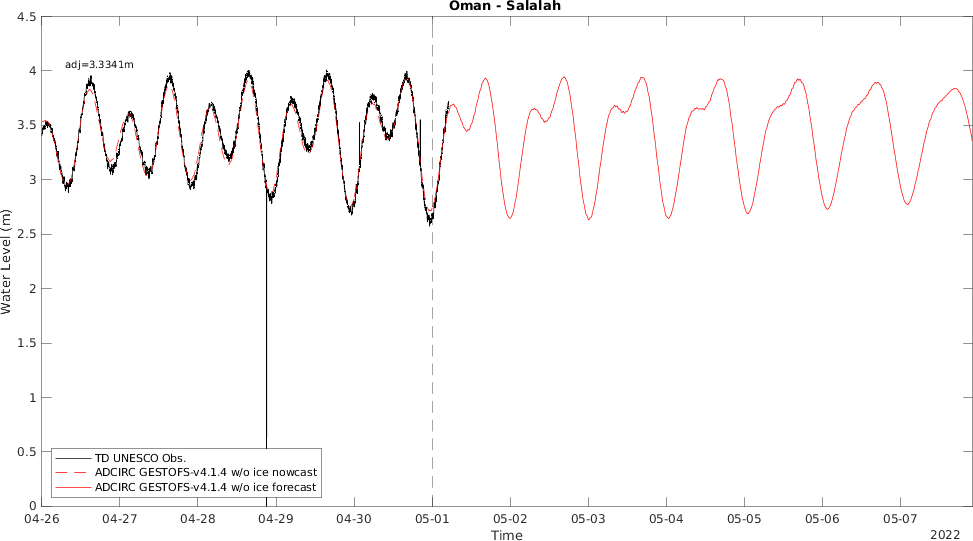 Oman - Salalah
4.5
adj=3.3341m
4
3.5
3
2.5
2
1.5
1
0.5
0
Water Level (m)
TD UNESCO Obs.
ADCIRC GESTOFS-v4.1.4 w/o ice nowcast
ADCIRC GESTOFS-v4.1.4 w/o ice forecast
04-26 04-27 04-28 04-29 04-30 05-01 05-02 05-03 05-04 05-05 05-06 05-07
Time
2022